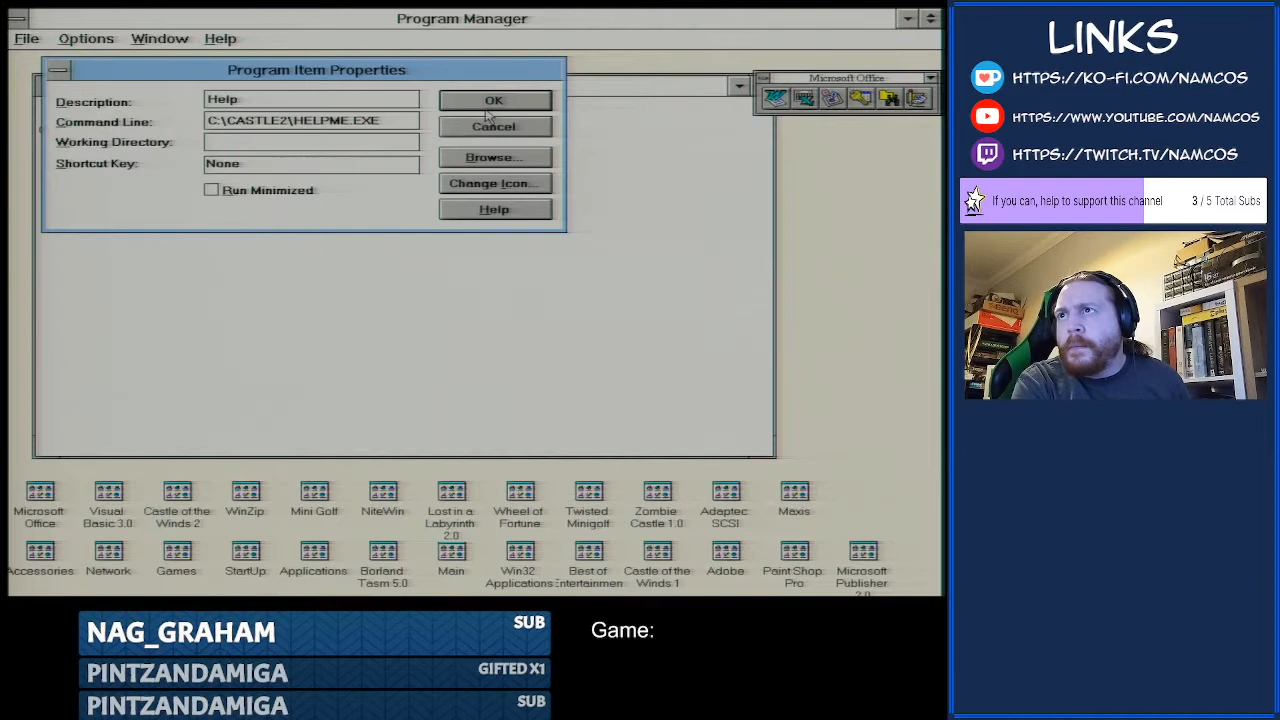 Program Manager
File Options Window Help
Program Item Properties
Description: Help
Command Line: C:\CASTLE2\HELPME.EXE
Working Directory:
Shortcut Key: None
Run Minimized
OK
Cancel
Browse...
Change Icon...
Help
Microsoft Office
Microsoft Office
Visual Basic 3.0
Castle of the Winds 2
WinZip
Mini Golf
NiteWin
Lost in a Labyrinth 2.0
Wheel of Fortune
Twisted Minigolf
Zombie Castle 1.0
Adaptec SCSI
Maxis
Accessories
Network
Games
StartUp
Applications
Borland Tasm 5.0
Main
Win32 Applications
Best of Entertainmen
Castle of the Winds 1
Adobe
Paint Shop Pro
Microsoft Publisher 2.0
LINKS
HTTPS://KO-FI.COM/NAMCOS
HTTPS://WWW.YOUTUBE.COM/NAMCOS
HTTPS://TWITCH.TV/NAMCOS
If you can, help to support this channel 3 / 5 Total Subs
NAG_GRAHAM SUB
PINTZANDAMIGA GIFTED X1
PINTZANDAMIGA SUB
Game: